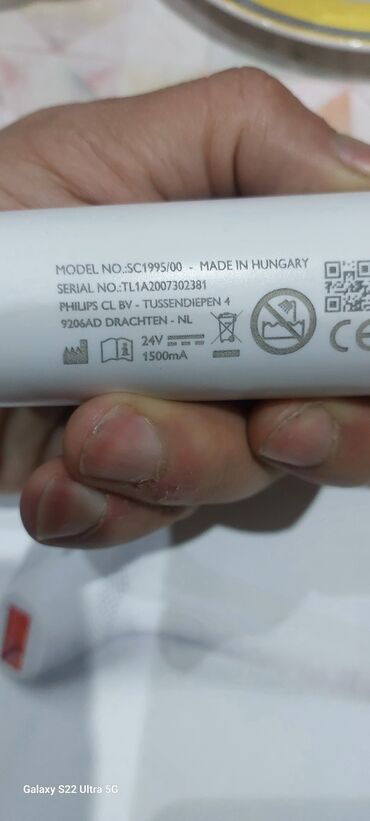 MODEL NO.:SC1995/00 - MADE IN HUNGARY
SERIAL NO.:TL1A2007302381
PHILIPS CL BV - TUSSENDIEPEN 4
9206AD DRACHTEN - NL
24V
1500mA
CE
Galaxy S22 Ultra 5G